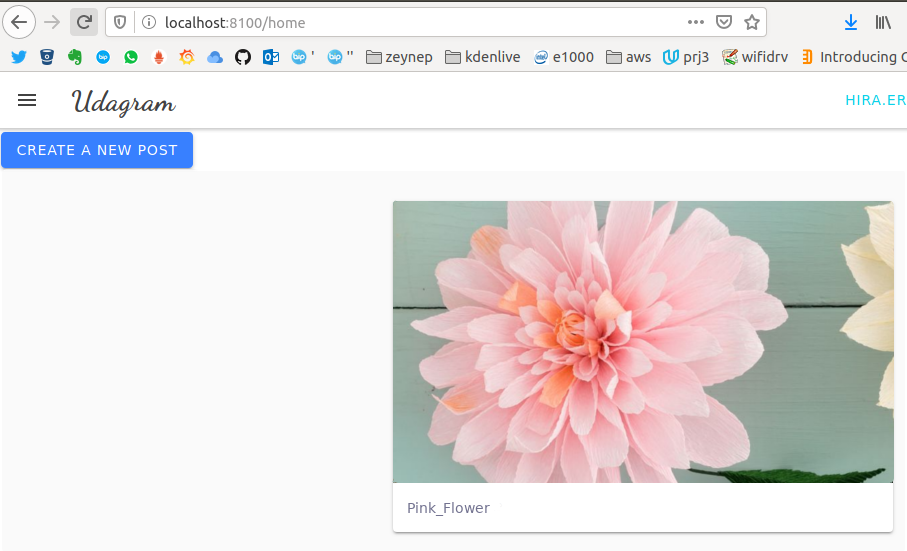 localhost:8100/home
' '' zeynep kdenlive e1000 aws prj3 wifidrv Introducing
Udagram HIRA.ER
CREATE A NEW POST
Pink_Flower